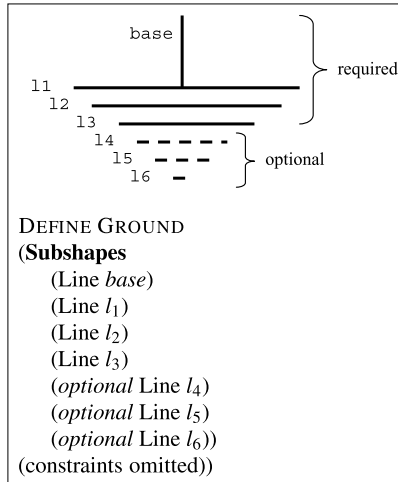 base
required
l1
l2
l3
l4
l5
optional
l6
DEFINE GROUND
(Subshapes
(Line base)
(Line l1)
(Line l2)
(Line l3)
(optional Line l4)
(optional Line l5)
(optional Line l6))
(constraints omitted))